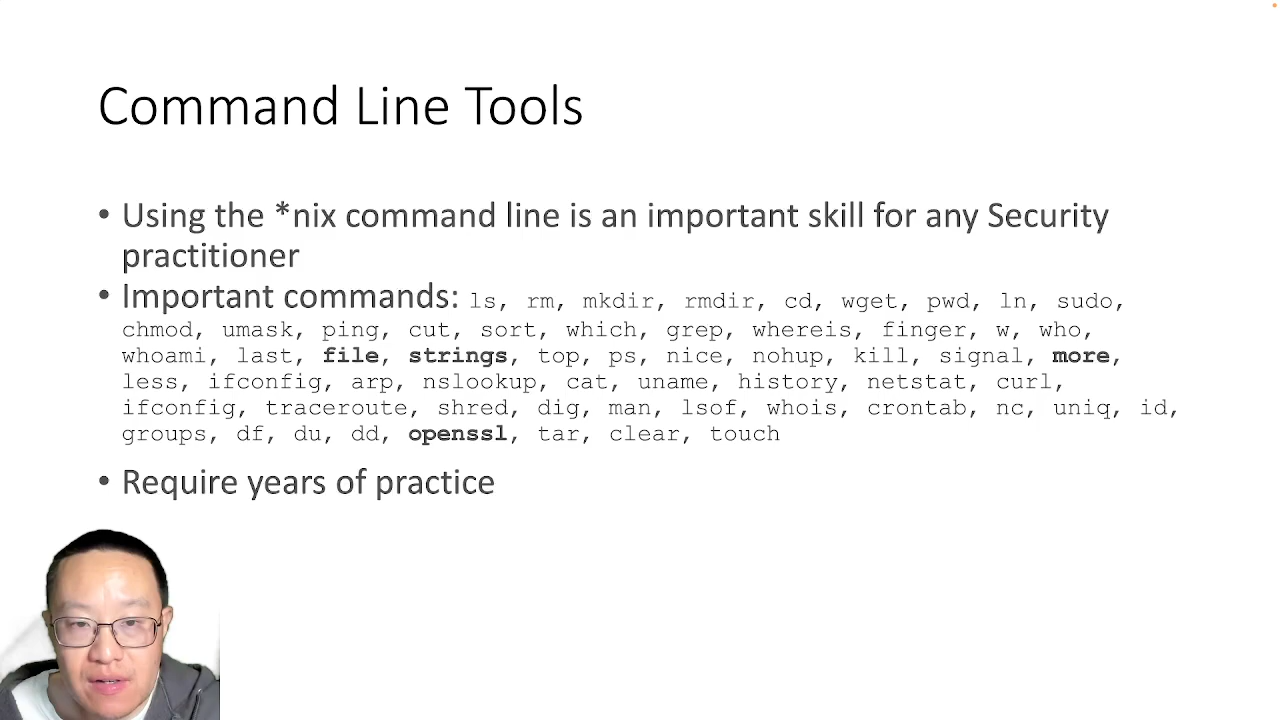 Command Line Tools
• Using the *nix command line is an important skill for any Security
practitioner
• Important commands: ls, rm, mkdir, rmdir, cd, wget, pwd, ln, sudo,
chmod, umask, ping, cut, sort, which, grep, whereis, finger, w, who,
whoami, last, file, strings, top, ps, nice, nohup, kill, signal, more,
less, ifconfig, arp, nslookup, cat, uname, history, netstat, curl,
ifconfig, traceroute, shred, dig, man, lsof, whois, crontab, nc, uniq, id,
groups, df, du, dd, openssl, tar, clear, touch
• Require years of practice